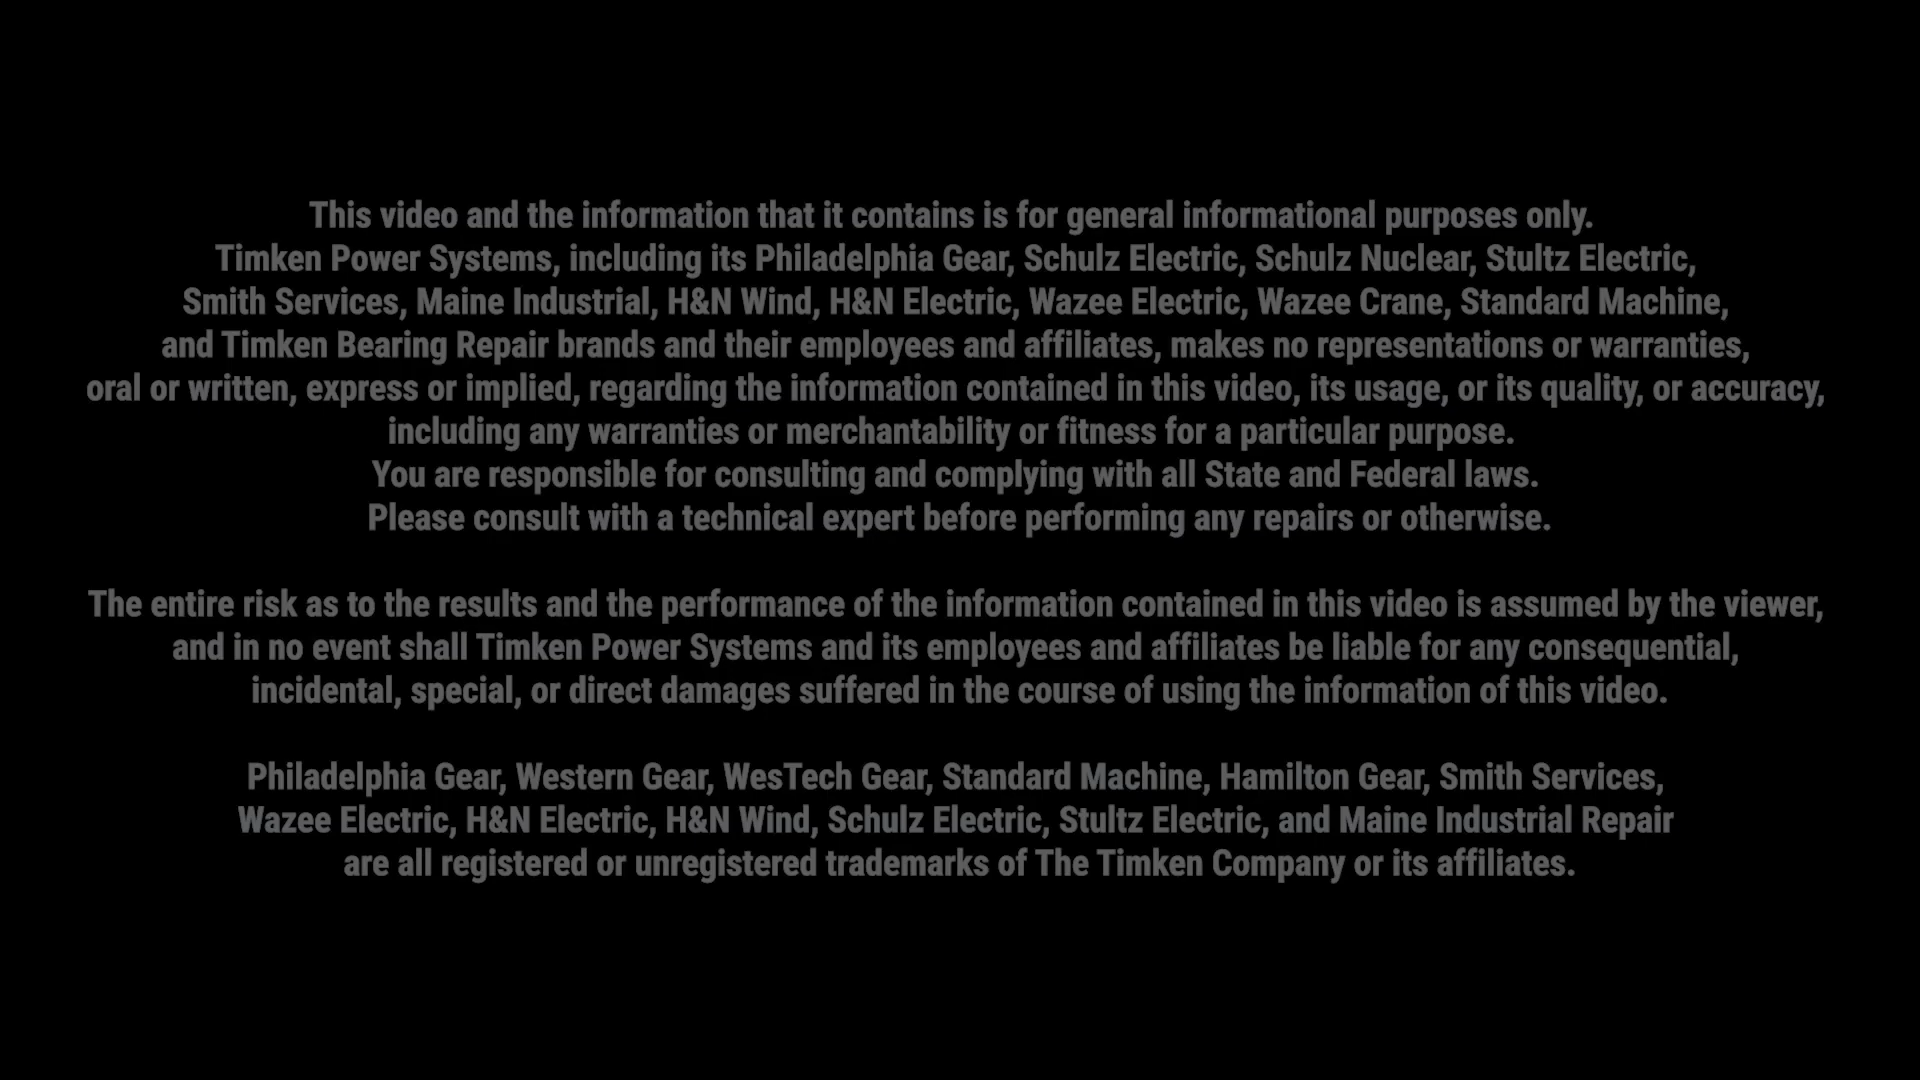 This video and the information that it contains is for general informational purposes only.
Timken Power Systems, including its Philadelphia Gear, Schulz Electric, Schulz Nuclear, Stultz Electric,
Smith Services, Maine Industrial, H&N Wind, H&N Electric, Wazee Electric, Wazee Crane, Standard Machine,
and Timken Bearing Repair brands and their employees and affiliates, makes no representations or warranties,
oral or written, express or implied, regarding the information contained in this video, its usage, or its quality, or accuracy,
including any warranties or merchantability or fitness for a particular purpose.
You are responsible for consulting and complying with all State and Federal laws.
Please consult with a technical expert before performing any repairs or otherwise.
The entire risk as to the results and the performance of the information contained in this video is assumed by the viewer,
and in no event shall Timken Power Systems and its employees and affiliates be liable for any consequential,
incidental, special, or direct damages suffered in the course of using the information of this video.
Philadelphia Gear, Western Gear, WesTech Gear, Standard Machine, Hamilton Gear, Smith Services,
Wazee Electric, H&N Electric, H&N Wind, Schulz Electric, Stultz Electric, and Maine Industrial Repair
are all registered or unregistered trademarks of The Timken Company or its affiliates.